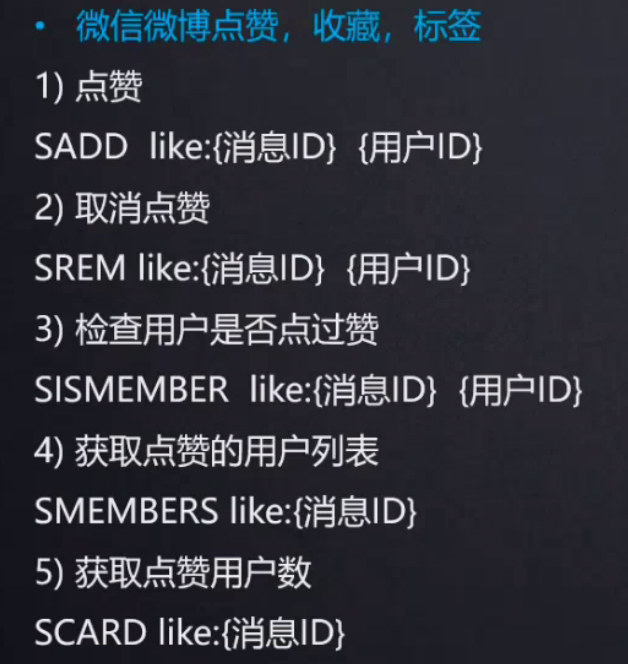 • 微信微博点赞，收藏，标签
1) 点赞
SADD like:{消息ID} {用户ID}
2) 取消点赞
SREM like:{消息ID} {用户ID}
3) 检查用户是否点过赞
SISMEMBER like:{消息ID} {用户ID}
4) 获取点赞的用户列表
SMEMBERS like:{消息ID}
5) 获取点赞用户数
SCARD like:{消息ID}